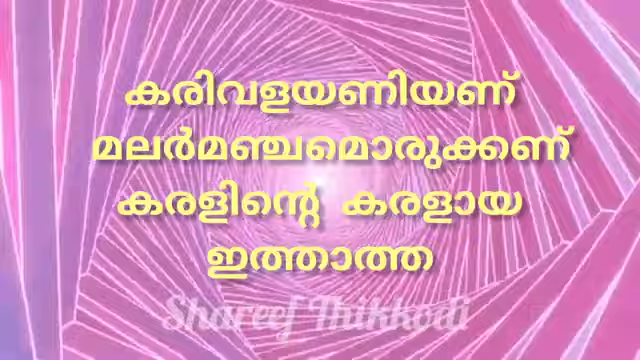 കരിവളയണിയണ്
മലർമഞ്ചമൊരുക്കണ്
കരളിന്റെ കരളായ
ഇത്താത്ത
Shareef Thikkodi